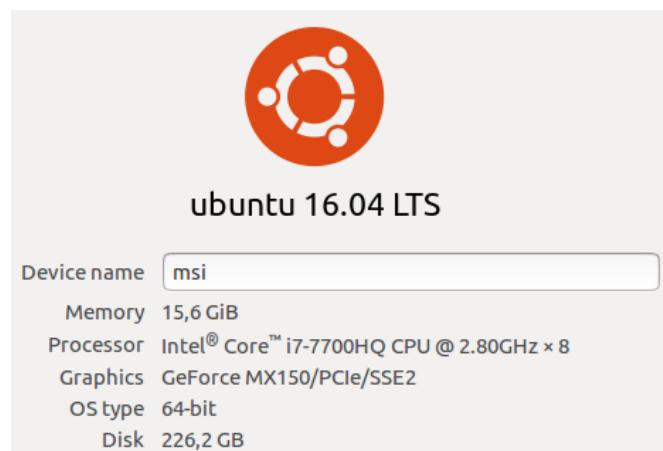 ubuntu 16.04 LTS
Device name msi
Memory 15,6 GiB
Processor Intel® Core™ i7-7700HQ CPU @ 2.80GHz × 8
Graphics GeForce MX150/PCIe/SSE2
OS type 64-bit
Disk 226,2 GB